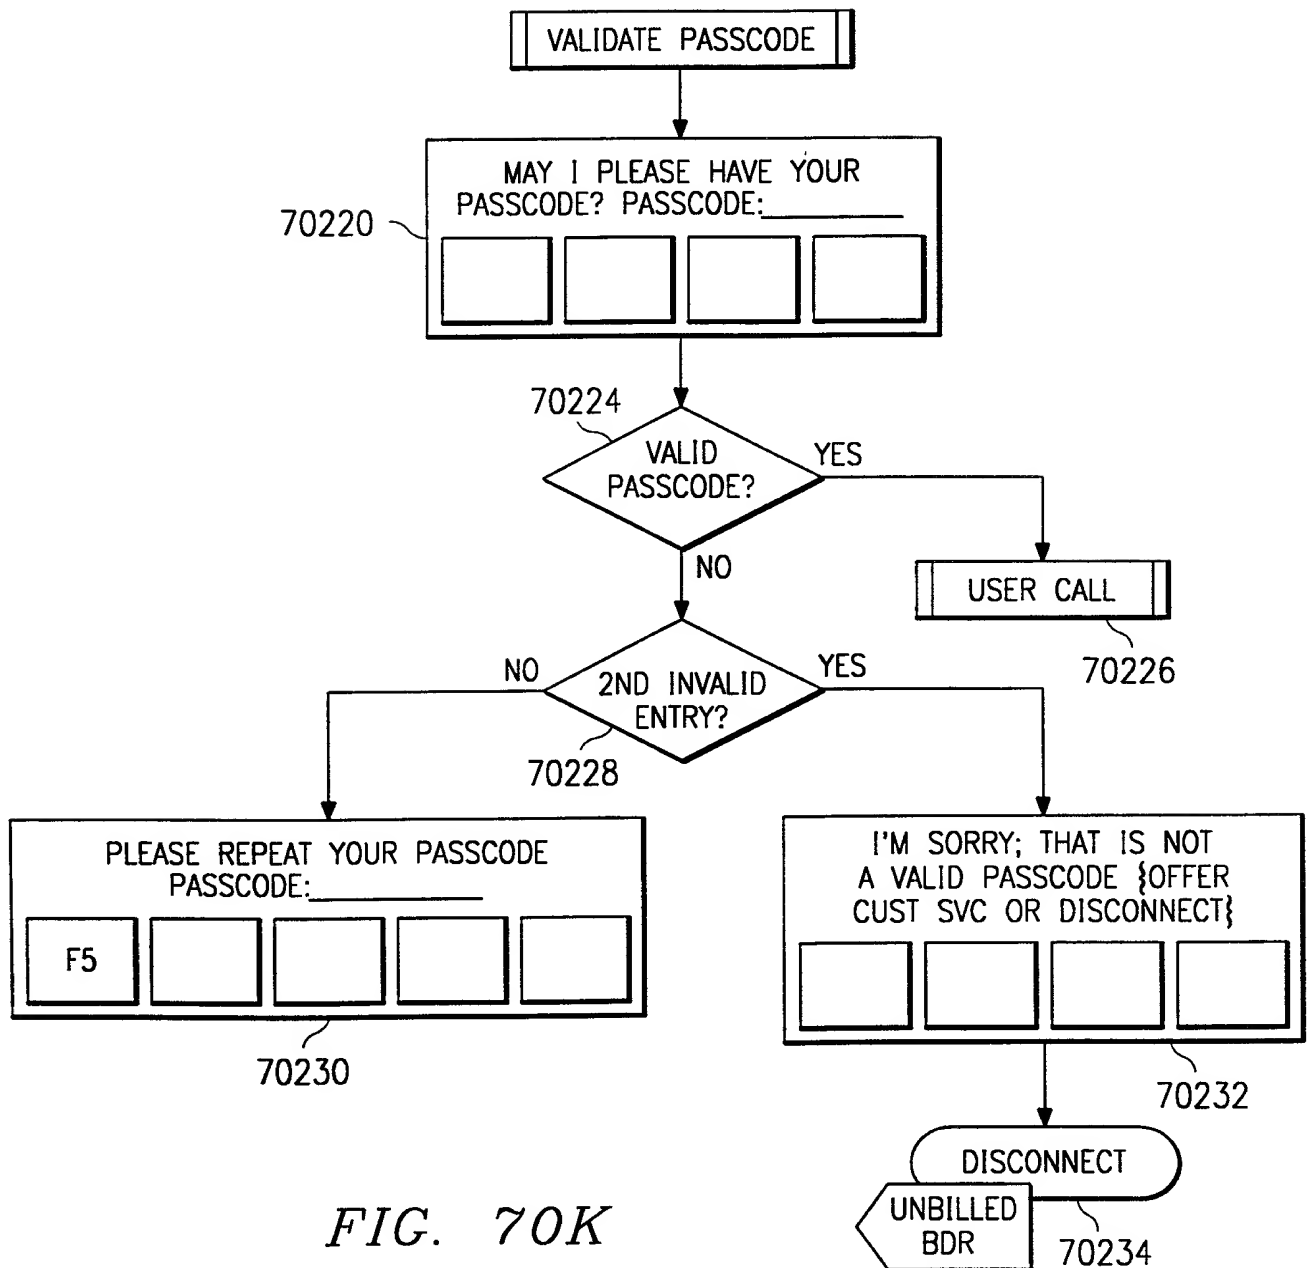 VALIDATE PASSCODE
MAY I PLEASE HAVE YOUR
PASSCODE? PASSCODE:
70220
70224
VALID
PASSCODE?
YES
NO
USER CALL
70226
NO
2ND INVALID
ENTRY?
YES
70228
PLEASE REPEAT YOUR PASSCODE
PASSCODE:
F5
70230
I'M SORRY; THAT IS NOT
A VALID PASSCODE {OFFER
CUST SVC OR DISCONNECT}
70232
DISCONNECT
UNBILLED
BDR
70234
FIG. 70K